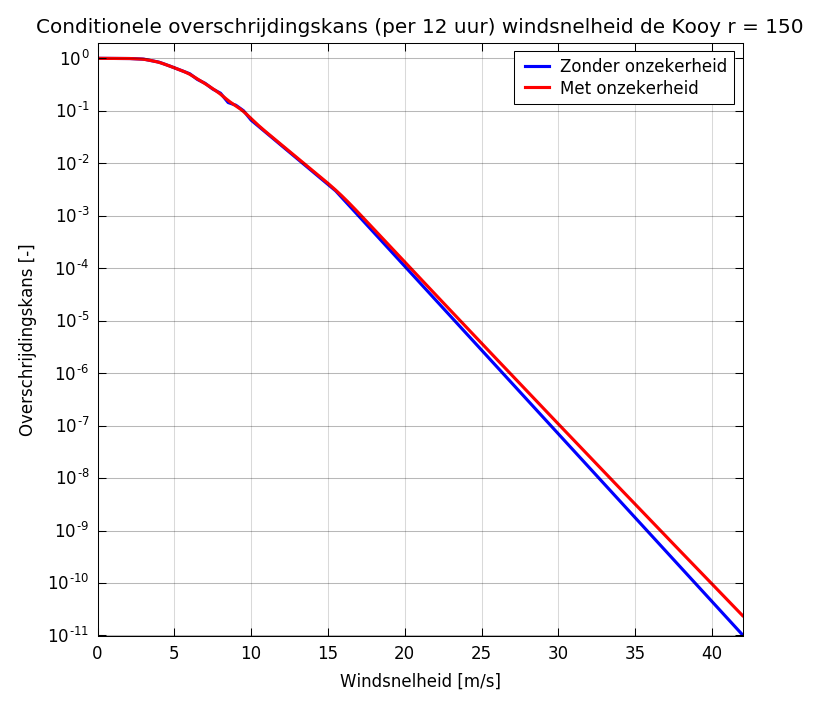 Conditionele overschrijdingskans (per 12 uur) windsnelheid de Kooy r = 150
Zonder onzekerheid
Met onzekerheid
10^0
10^-1
10^-2
10^-3
10^-4
10^-5
10^-6
10^-7
10^-8
10^-9
10^-10
10^-11
Overschrijdingskans [-]
0 5 10 15 20 25 30 35 40
Windsnelheid [m/s]